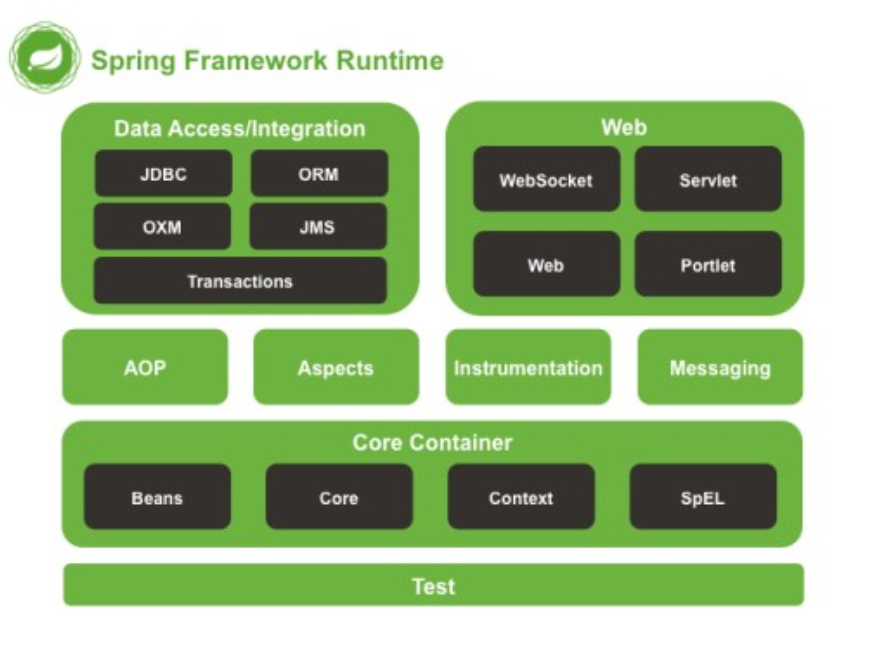 Spring Framework Runtime
Data Access/Integration
JDBC
ORM
OXM
JMS
Transactions
Web
WebSocket
Servlet
Web
Portlet
AOP
Aspects
Instrumentation
Messaging
Core Container
Beans
Core
Context
SpEL
Test